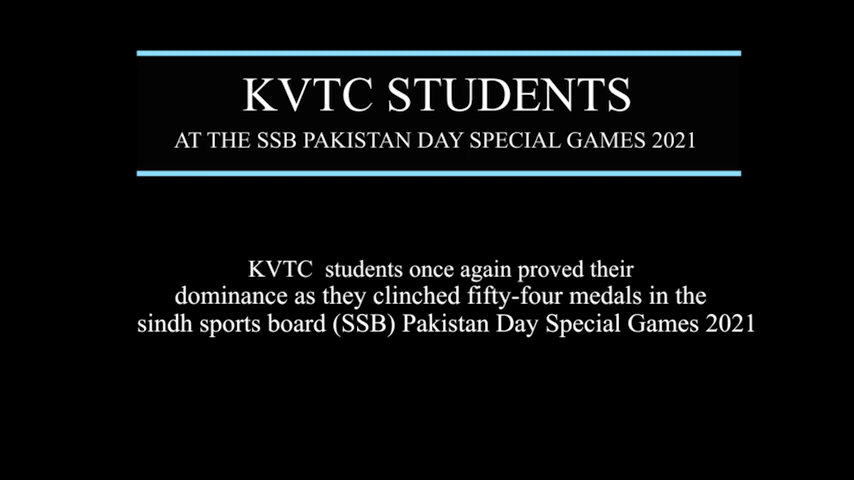 KVTC STUDENTS
AT THE SSB PAKISTAN DAY SPECIAL GAMES 2021
KVTC students once again proved their
dominance as they clinched fifty-four medals in the
sindh sports board (SSB) Pakistan Day Special Games 2021